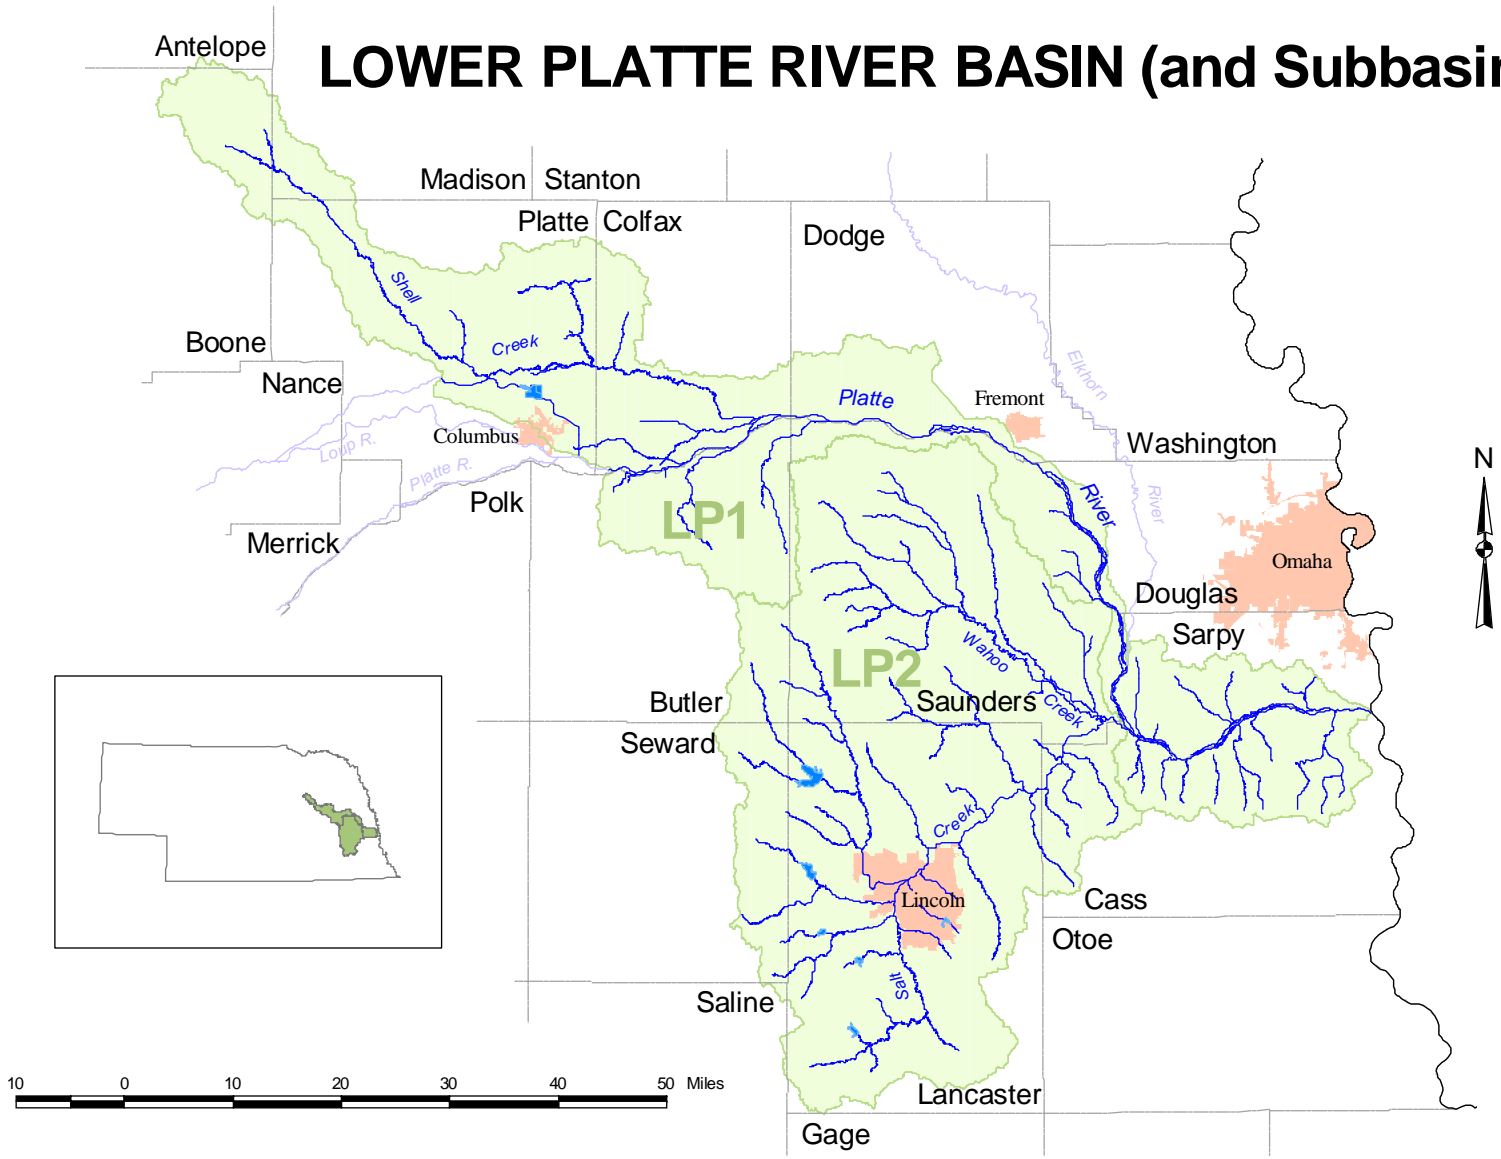 LOWER PLATTE RIVER BASIN (and Subbasin
Antelope
Madison
Stanton
Platte
Colfax
Dodge
Shell
Creek
Boone
Nance
Platte
Fremont
Elkhorn
Columbus
Loup R.
Platte R.
Washington
N
Polk
River
River
LP1
Merrick
Omaha
Douglas
Sarpy
Wahoo
LP2
Butler
Saunders
Creek
Seward
Creek
Lincoln
Cass
Otoe
Salt
Saline
10 0 10 20 30 40 50 Miles
Lancaster
Gage